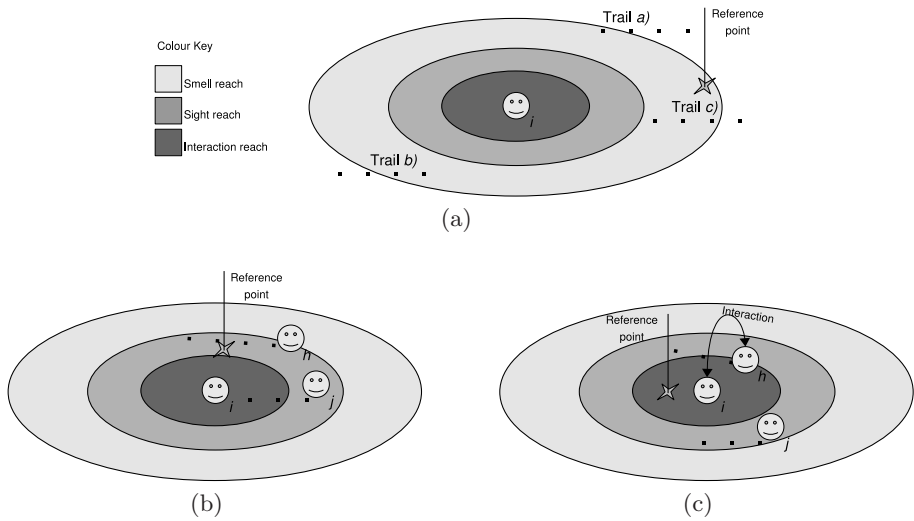 Trail a)
Reference
point
Colour Key
Smell reach
Sight reach
Interaction reach
i
Trail c)
Trail b)
(a)
Reference
point
h
i
j
(b)
Interaction
Reference
point
h
i
j
(c)